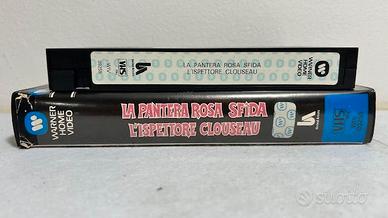 VHS
LA PANTERA ROSA SFIDA
L'ISPETTORE CLOUSEAU
WARNER
HOME
VIDEO
WARNER
HOME
VIDEO
LA PANTERA ROSA SFIDA
L'ISPETTORE CLOUSEAU
VHS
subito